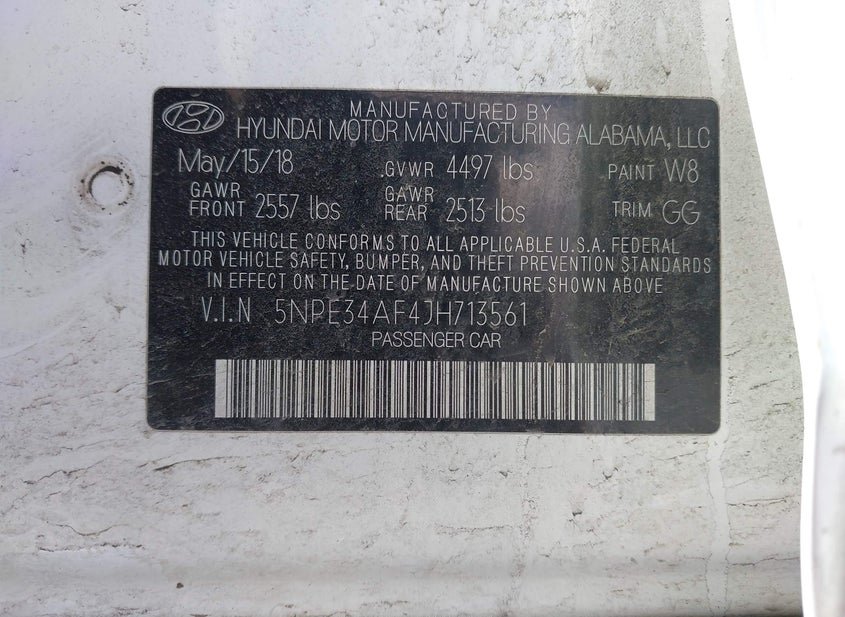 MANUFACTURED BY
HYUNDAI MOTOR MANUFACTURING ALABAMA, LLC
May/15/18 GVWR 4497 lbs PAINT W8
GAWR FRONT 2557 lbs GAWR REAR 2513 lbs TRIM GG
THIS VEHICLE CONFORMS TO ALL APPLICABLE U.S.A. FEDERAL
MOTOR VEHICLE SAFETY, BUMPER, AND THEFT PREVENTION STANDARDS
IN EFFECT ON THE DATE OF MANUFACTURE SHOWN ABOVE
V.I.N 5NPE34AF4JH713561
PASSENGER CAR